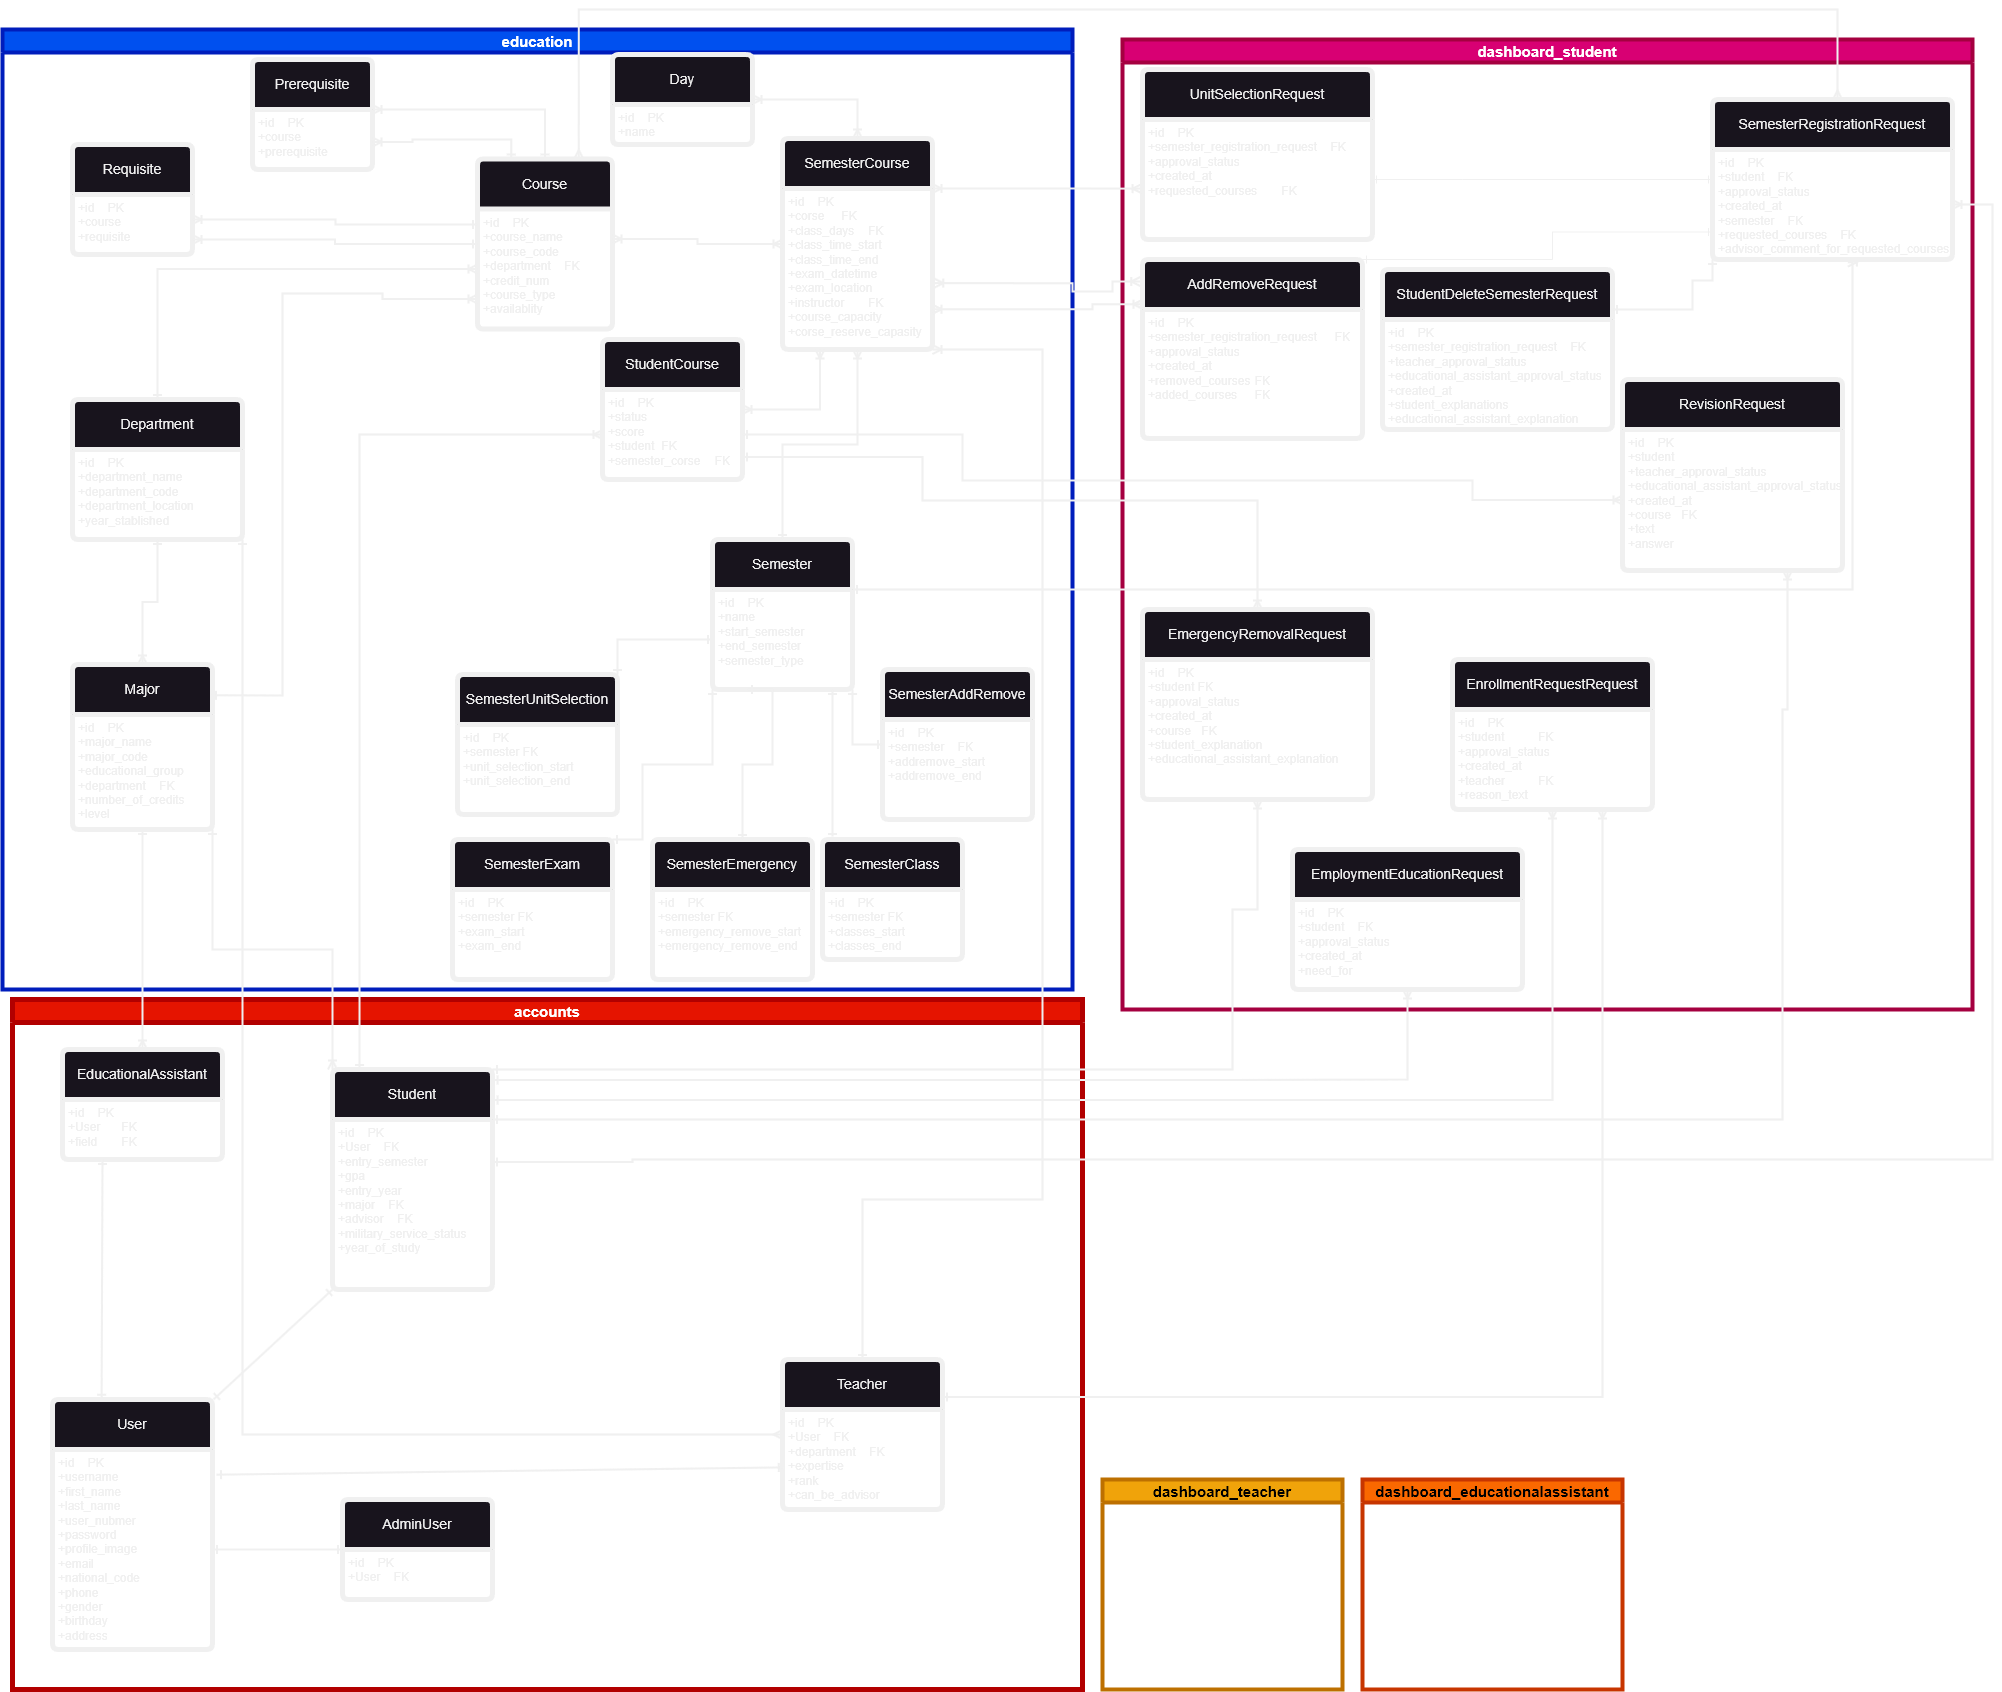 education
Prerequisite
+id PK
+course
+prerequisite
Day
+id PK
+name
Requisite
+id PK
+course
+requisite
Course
+id PK
+course_name
+course_code
+department FK
+credit_num
+course_type
+availablity
SemesterCourse
+id PK
+corse FK
+class_days FK
+class_time_start
+class_time_end
+exam_datetime
+exam_location
+instructor FK
+course_capacity
+corse_reserve_capasity
StudentCourse
+id PK
+status
+score
+student FK
+semester_corse FK
Department
+id PK
+department_name
+department_code
+department_location
+year_stablished
Semester
+id PK
+name
+start_semester
+end_semester
+semester_type
Major
+id PK
+major_name
+major_code
+educational_group
+department FK
+number_of_credits
+level
SemesterUnitSelection
+id PK
+semester FK
+unit_selection_start
+unit_selection_end
SemesterAddRemove
+id PK
+semester FK
+addremove_start
+addremove_end
SemesterExam
+id PK
+semester FK
+exam_start
+exam_end
SemesterEmergency
+id PK
+semester FK
+emergency_remove_start
+emergency_remove_end
SemesterClass
+id PK
+semester FK
+classes_start
+classes_end
dashboard_student
UnitSelectionRequest
+id PK
+semester_registration_request FK
+approval_status
+created_at
+requested_courses FK
SemesterRegistrationRequest
+id PK
+student FK
+approval_status
+created_at
+semester FK
+requested_courses FK
+advisor_comment_for_requested_courses
AddRemoveRequest
+id PK
+semester_registration_request FK
+approval_status
+created_at
+removed_courses FK
+added_courses FK
StudentDeleteSemesterRequest
+id PK
+semester_registration_request FK
+teacher_approval_status
+educational_assistant_approval_status
+created_at
+student_explanations
+educational_assistant_explanation
RevisionRequest
+id PK
+student
+teacher_approval_status
+educational_assistant_approval_status
+created_at
+course FK
+text
+answer
EmergencyRemovalRequest
+id PK
+student FK
+approval_status
+created_at
+course FK
+student_explanation
+educational_assistant_explanation
EnrollmentRequestRequest
+id PK
+student FK
+approval_status
+created_at
+teacher FK
+reason_text
EmploymentEducationRequest
+id PK
+student FK
+approval_status
+created_at
+need_for
accounts
EducationalAssistant
+id PK
+User FK
+field FK
Student
+id PK
+User FK
+entry_semester
+gpa
+entry_year
+major FK
+advisor FK
+military_service_status
+year_of_study
Teacher
+id PK
+User FK
+department FK
+expertise
+rank
+can_be_advisor
User
+id PK
+username
+first_name
+last_name
+user_nubmer
+password
+profile_image
+email
+national_code
+phone
+gender
+birthday
+address
AdminUser
+id PK
+User FK
dashboard_teacher
dashboard_educationalassistant